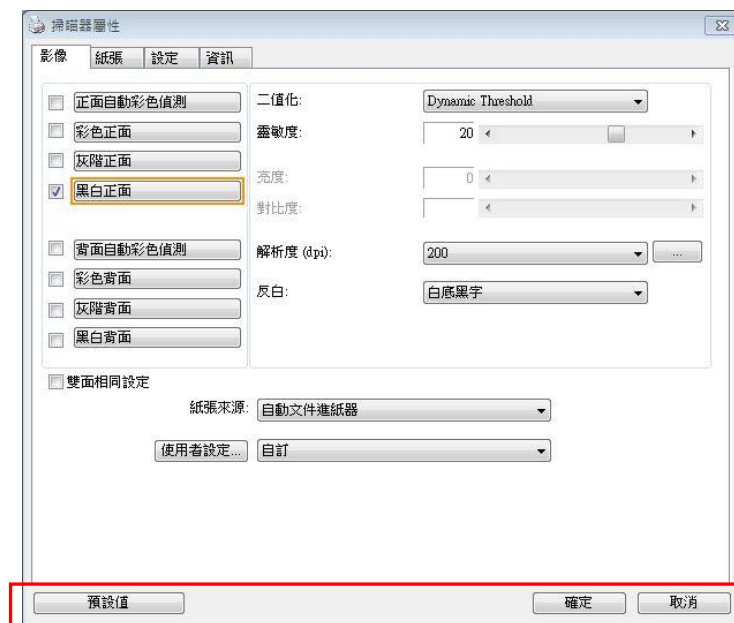 掃瞄器屬性
影像 紙張 設定 資訊
正面自動彩色偵測
彩色正面
灰階正面
黑白正面
背面自動彩色偵測
彩色背面
灰階背面
黑白背面
二值化: Dynamic Threshold
靈敏度: 20
亮度: 0
對比度:
解析度 (dpi): 200 ...
反白: 白底黑字
雙面相同設定
紙張來源: 自動文件進紙器
使用者設定... 自訂
預設值 確定 取消